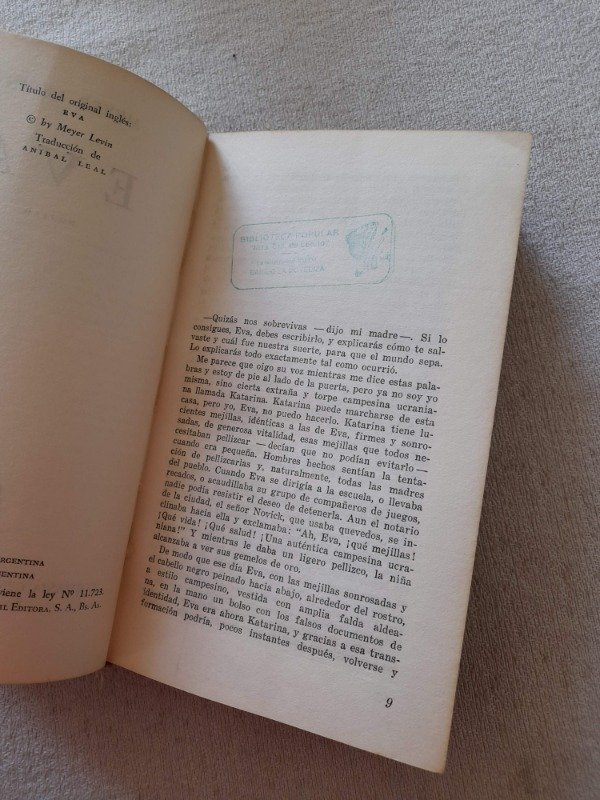 Título del original inglés:
EVA
© by Meyer Levin
Traducción de
ANÍBAL LEAL
ARGENTINA
ENTINA
viene la ley Nº 11.723.
IL EDITORA, S. A., Bs. As.
BIBLIOTECA POPULAR
—Quizás nos sobrevivas —dijo mi madre—. Si lo
consigues, Eva, debes escribirlo, y explicarás cómo te sal-
vaste y cuál fue nuestra suerte, para que el mundo sepa.
Lo explicarás todo exactamente tal como ocurrió.
Me parece que oigo su voz mientras me dice estas pala-
bras y estoy de pie al lado de la puerta, pero ya no soy yo
misma, sino cierta extraña y torpe campesina ucrania-
na llamada Katarina. Katarina puede marcharse de esta
casa, pero yo, Eva, no puedo hacerlo. Katarina tiene lu-
cientes mejillas, idénticas a las de Eva, firmes y sonro-
sadas, de generosa vitalidad, esas mejillas que todos ne-
cesitaban pellizcar —decían que no podían evitarlo—
cuando era pequeña. Hombres hechos sentían la tenta-
ción de pellizcarlas y, naturalmente, todas las madres
del pueblo. Cuando Eva se dirigía a la escuela, o llevaba
recados, o acaudillaba su grupo de compañeros de juegos,
nadie podía resistir el deseo de detenerla. Aun el notario
de la ciudad, el señor Novick, que usaba quevedos, se in-
clinaba hacia ella y exclamaba: "Ah, Eva, ¡qué mejillas!
¡Qué vida! ¡Qué salud! ¡Una auténtica campesina ucra-
niana!" Y mientras le daba un ligero pellizco, la niña
alcanzaba a ver sus gemelos de oro.
De modo que ese día Eva, con las mejillas sonrosadas y
el cabello negro peinado hacia abajo, alrededor del rostro,
a estilo campesino, vestida con amplia falda aldea-
na, en la mano un bolso con los falsos documentos de
identidad, Eva era ahora Katarina, y gracias a esa trans-
formación podría, pocos instantes después, volverse y
9